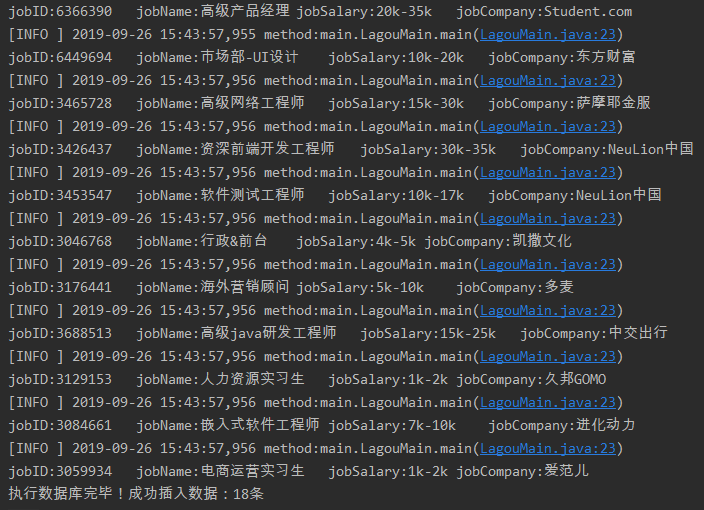 jobID:6366390 jobName:高级产品经理 jobSalary:20k-35k jobCompany:Student.com
[INFO ] 2019-09-26 15:43:57,955 method:main.LagouMain.main(LagouMain.java:23)
jobID:6449694 jobName:市场部-UI设计 jobSalary:10k-20k jobCompany:东方财富
[INFO ] 2019-09-26 15:43:57,956 method:main.LagouMain.main(LagouMain.java:23)
jobID:3465728 jobName:高级网络工程师 jobSalary:15k-30k jobCompany:萨摩耶金服
[INFO ] 2019-09-26 15:43:57,956 method:main.LagouMain.main(LagouMain.java:23)
jobID:3426437 jobName:资深前端开发工程师 jobSalary:30k-35k jobCompany:NeuLion中国
[INFO ] 2019-09-26 15:43:57,956 method:main.LagouMain.main(LagouMain.java:23)
jobID:3453547 jobName:软件测试工程师 jobSalary:10k-17k jobCompany:NeuLion中国
[INFO ] 2019-09-26 15:43:57,956 method:main.LagouMain.main(LagouMain.java:23)
jobID:3046768 jobName:行政&前台 jobSalary:4k-5k jobCompany:凯撒文化
[INFO ] 2019-09-26 15:43:57,956 method:main.LagouMain.main(LagouMain.java:23)
jobID:3176441 jobName:海外营销顾问 jobSalary:5k-10k jobCompany:多麦
[INFO ] 2019-09-26 15:43:57,956 method:main.LagouMain.main(LagouMain.java:23)
jobID:3688513 jobName:高级java研发工程师 jobSalary:15k-25k jobCompany:中交出行
[INFO ] 2019-09-26 15:43:57,956 method:main.LagouMain.main(LagouMain.java:23)
jobID:3129153 jobName:人力资源实习生 jobSalary:1k-2k jobCompany:久邦GOMO
[INFO ] 2019-09-26 15:43:57,956 method:main.LagouMain.main(LagouMain.java:23)
jobID:3084661 jobName:嵌入式软件工程师 jobSalary:7k-10k jobCompany:进化动力
[INFO ] 2019-09-26 15:43:57,956 method:main.LagouMain.main(LagouMain.java:23)
jobID:3059934 jobName:电商运营实习生 jobSalary:1k-2k jobCompany:爱范儿
执行数据库完毕！成功插入数据：18条